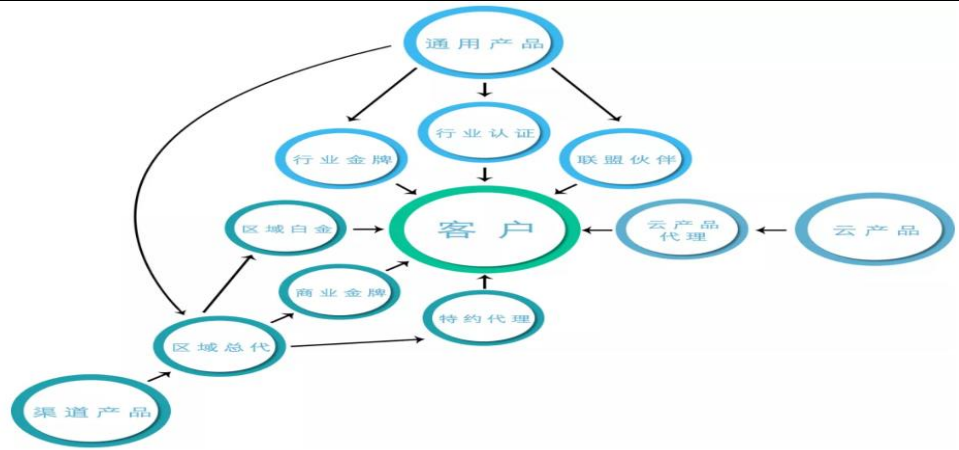 通用产品
行业认证
行业金牌
联盟伙伴
区域白金
客户
云产品
代理
云产品
商业金牌
特约代理
区域总代
渠道产品